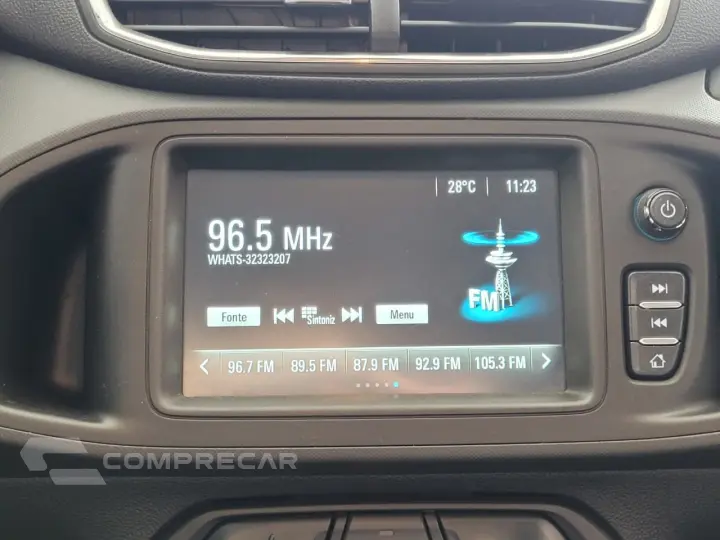 28°C 11:23
96.5 MHz
WHATS-32323207
FM
Fonte Sintoniz Menu
96.7 FM 89.5 FM 87.9 FM 92.9 FM 105.3 FM
COMPRECAR